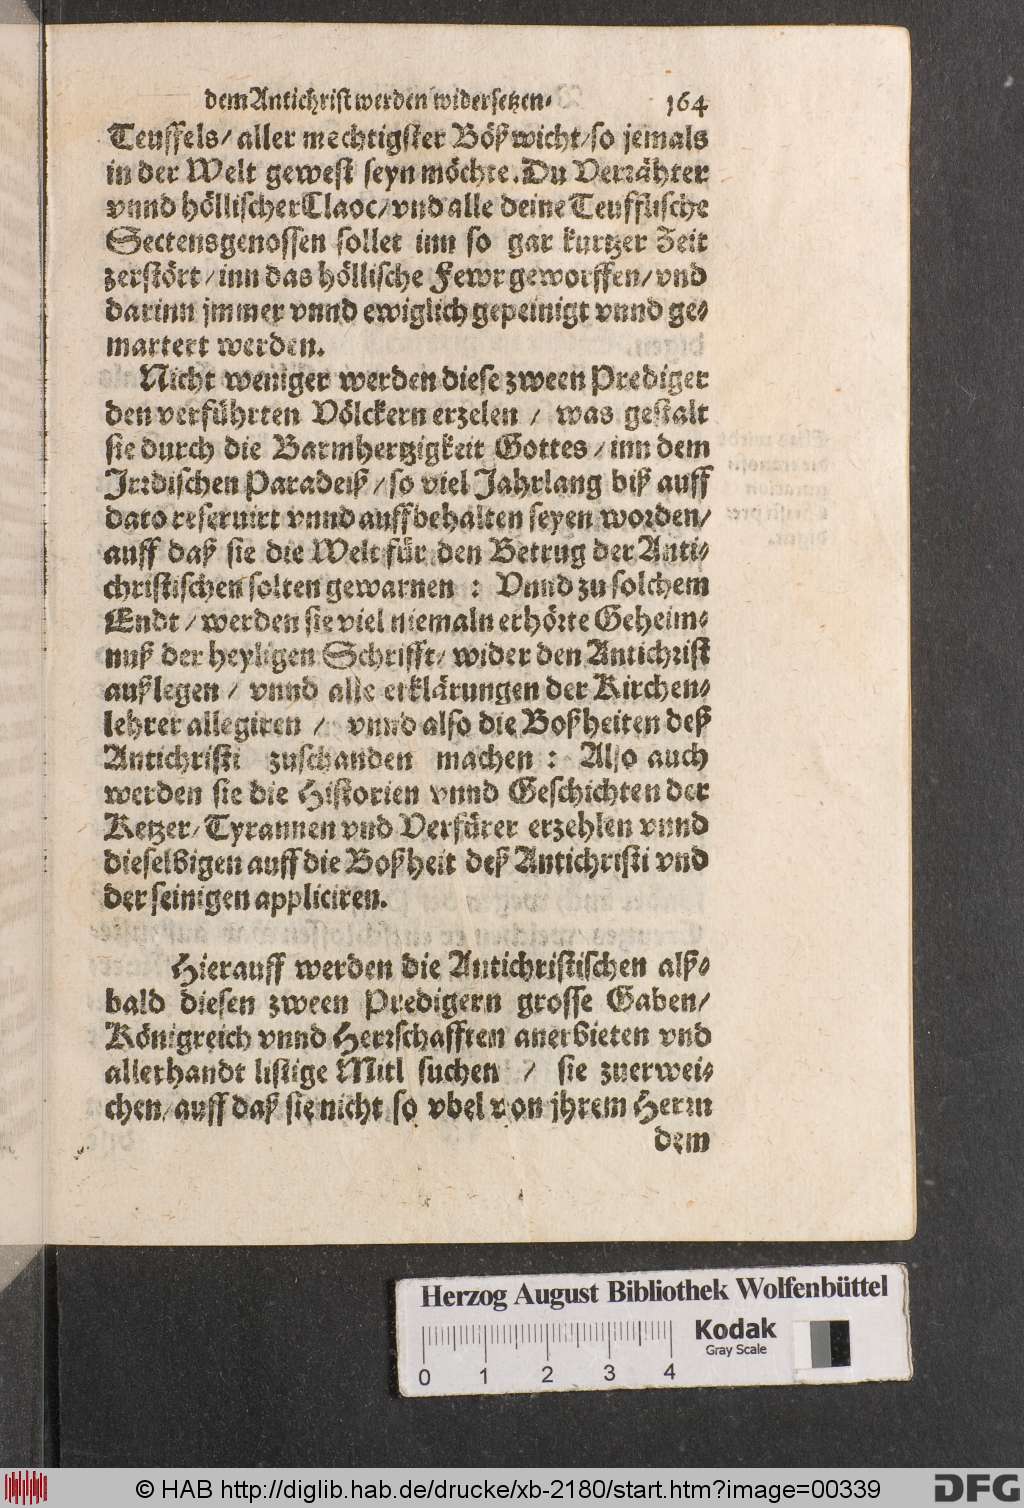 dem Antichrist werden widersetzen. 164
Teuffels/ aller mechtigster Bößwicht/ so jemals
in der Welt gewest seyn möchte. Du Verrähter
vnnd höllischer Claoc/ vnd alle deine Teufflische
Sectensgenossen sollet inn so gar kurtzer Zeit
zerstört/ inn das höllische Fewr geworffen/ vnd
darinn jmmer vnnd ewiglich gepeinigt vnnd ge-
martert werden.
Nicht weniger werden diese zween Prediger
den verführten Völckern erzelen / was gestalt
sie durch die Barmhertzigkeit Gottes/ inn dem
Jrrdischen Paradeiß/ so viel Jahrlang biß auff
dato reseruirt vnnd auffbehalten seyen worden/
auff daß sie die Welt für den Betrug der Anti-
christischen solten gewarnen : Vnnd zu solchem
Endt/ werden sie viel niemaln erhörte Geheim-
nuß der heyligen Schrifft/ wider den Antichrist
außlegen / vnnd alle erklärungen der Kirchen-
lehrer allegiren / vnnd also die Boßheiten deß
Antichristi zuschanden machen : Also auch
werden sie die Historien vnnd Geschichten der
Ketzer/ Tyrannen vnd Verfürer erzehlen vnnd
dieselbigen auff die Boßheit deß Antichristi vnd
der seinigen appliciren.
Hierauff werden die Antichristischen alß-
bald diesen zween Predigern grosse Gaben/
Königreich vnnd Herrschafften anerbieten vnd
allerhandt listige Mitl suchen / sie zuerwei-
chen/ auff daß sie nicht so vbel von jhrem Herrn
dem
Herzog August Bibliothek Wolfenbüttel
Kodak
Gray Scale
0 1 2 3 4
© HAB http://diglib.hab.de/drucke/xb-2180/start.htm?image=00339
DFG